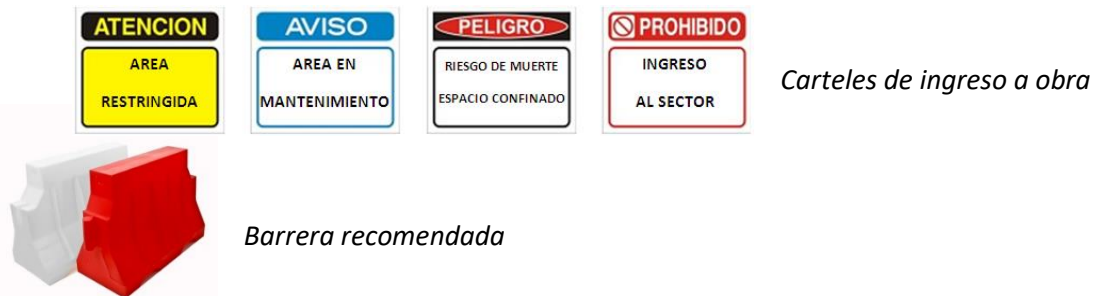 ATENCION
AREA
RESTRINGIDA
AVISO
AREA EN
MANTENIMIENTO
PELIGRO
RIESGO DE MUERTE
ESPACIO CONFINADO
PROHIBIDO
INGRESO
AL SECTOR
Carteles de ingreso a obra
Barrera recomendada